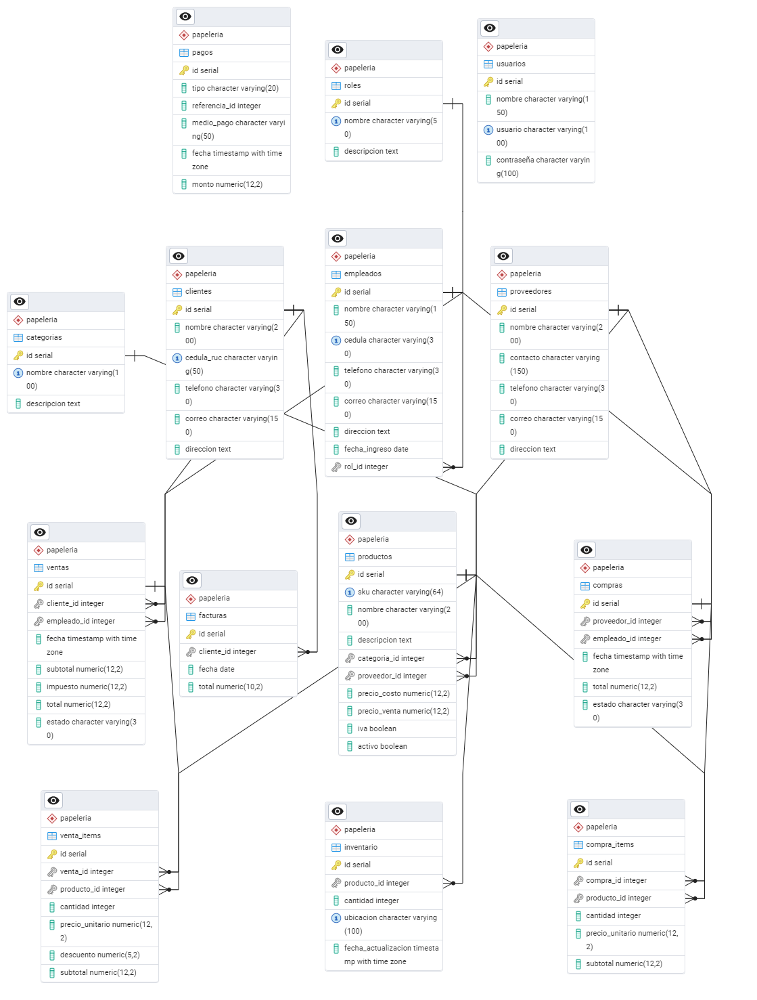 papeleria
pagos
id serial
tipo character varying(20)
referencia_id integer
medio_pago character varyi
ng(50)
fecha timestamp with time
zone
monto numeric(12,2)
papeleria
roles
id serial
nombre character varying(5
0)
descripcion text
papeleria
usuarios
id serial
nombre character varying(1
50)
usuario character varying(1
00)
contraseña character varyin
g(100)
papeleria
categorias
id serial
nombre character varying(1
00)
descripcion text
papeleria
clientes
id serial
nombre character varying(2
00)
cedula_ruc character varyin
g(50)
telefono character varying(3
0)
correo character varying(15
0)
direccion text
papeleria
empleados
id serial
nombre character varying(1
50)
cedula character varying(3
0)
telefono character varying(3
0)
correo character varying(15
0)
direccion text
fecha_ingreso date
rol_id integer
papeleria
proveedores
id serial
nombre character varying(2
00)
contacto character varying
(150)
telefono character varying(3
0)
correo character varying(15
0)
direccion text
papeleria
ventas
id serial
cliente_id integer
empleado_id integer
fecha timestamp with time
zone
subtotal numeric(12,2)
impuesto numeric(12,2)
total numeric(12,2)
estado character varying(3
0)
papeleria
facturas
id serial
cliente_id integer
fecha date
total numeric(10,2)
papeleria
productos
id serial
sku character varying(64)
nombre character varying(2
00)
descripcion text
categoria_id integer
proveedor_id integer
precio_costo numeric(12,2)
precio_venta numeric(12,2)
iva boolean
activo boolean
papeleria
compras
id serial
proveedor_id integer
empleado_id integer
fecha timestamp with time
zone
total numeric(12,2)
estado character varying(3
0)
papeleria
venta_items
id serial
venta_id integer
producto_id integer
cantidad integer
precio_unitario numeric(12,
2)
descuento numeric(5,2)
subtotal numeric(12,2)
papeleria
inventario
id serial
producto_id integer
cantidad integer
ubicacion character varying
(100)
fecha_actualizacion timesta
mp with time zone
papeleria
compra_items
id serial
compra_id integer
producto_id integer
cantidad integer
precio_unitario numeric(12,
2)
subtotal numeric(12,2)